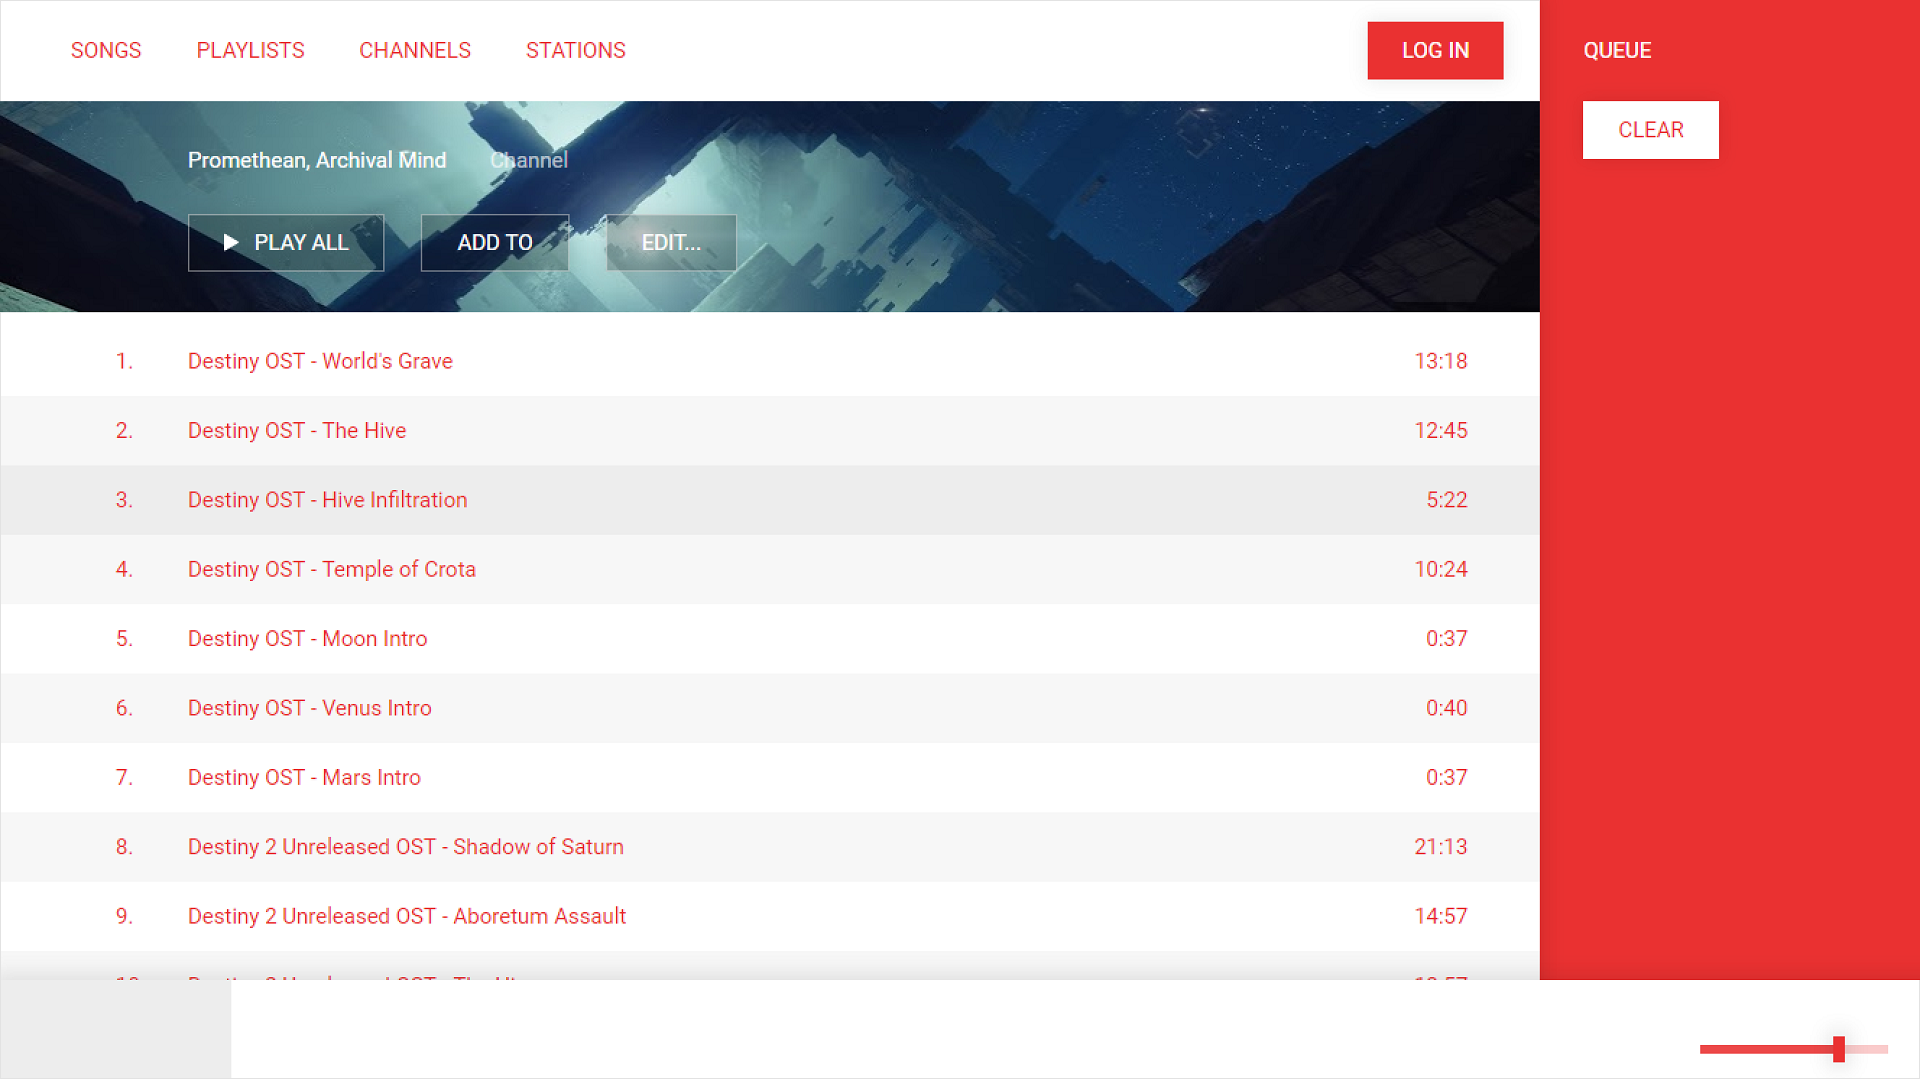 SONGS PLAYLISTS CHANNELS STATIONS LOG IN QUEUE
CLEAR
Promethean, Archival Mind Channel
PLAY ALL ADD TO EDIT...
1. Destiny OST - World's Grave 13:18
2. Destiny OST - The Hive 12:45
3. Destiny OST - Hive Infiltration 5:22
4. Destiny OST - Temple of Crota 10:24
5. Destiny OST - Moon Intro 0:37
6. Destiny OST - Venus Intro 0:40
7. Destiny OST - Mars Intro 0:37
8. Destiny 2 Unreleased OST - Shadow of Saturn 21:13
9. Destiny 2 Unreleased OST - Aboretum Assault 14:57